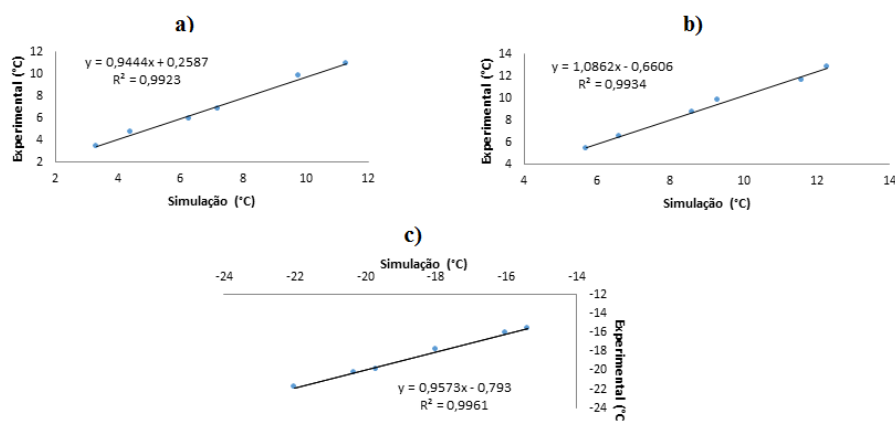 a)
y = 0,9444x + 0,2587
R² = 0,9923
Experimental (°C)
12
10
8
6
4
2
2 4 6 8 10 12
Simulação (°C)
b)
y = 1,0862x - 0,6606
R² = 0,9934
Experimental (°C)
14
12
10
8
6
4
4 6 8 10 12 14
Simulação (°C)
c)
Simulação (°C)
-24 -22 -20 -18 -16 -14
-12
-14
-16
-18
-20
-22
-24
Experimental (°C
y = 0,9573x - 0,793
R² = 0,9961